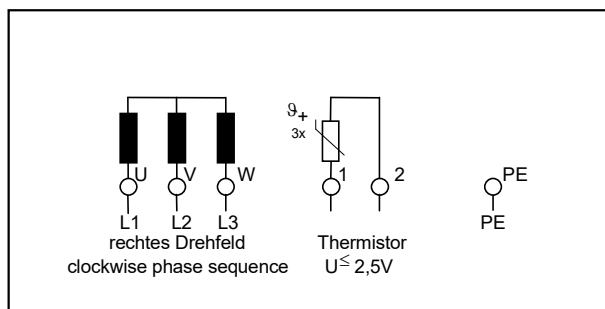 ϑ+
3x
U V W 1 2 PE
L1 L2 L3 PE
rechtes Drehfeld Thermistor
clockwise phase sequence U≤ 2,5V